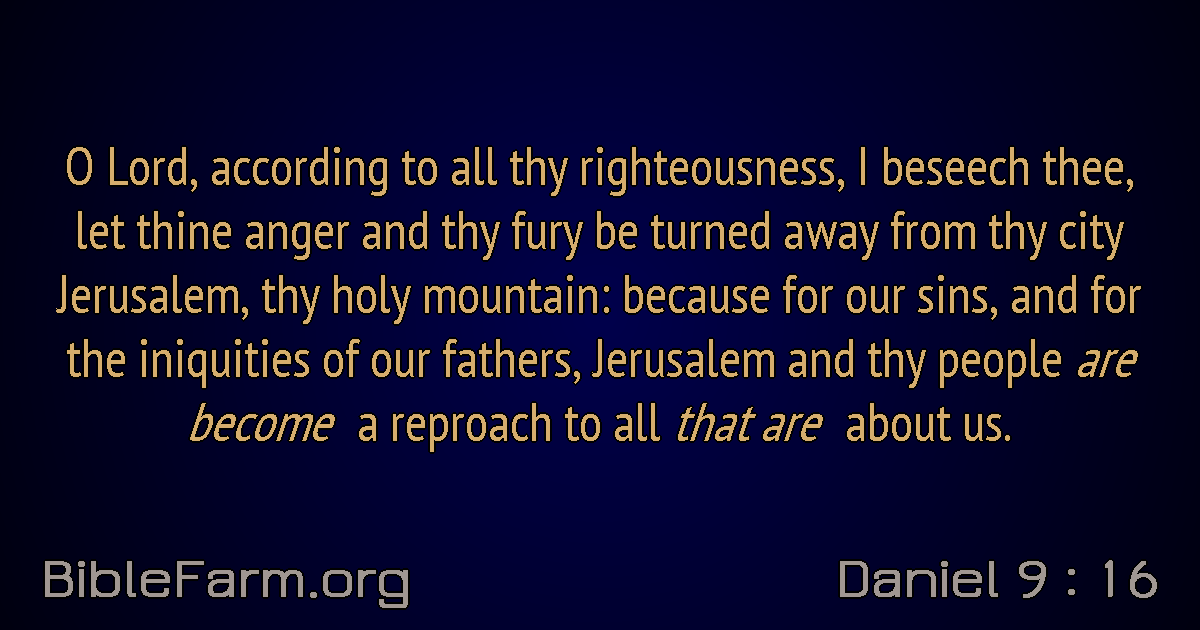 O Lord, according to all thy righteousness, I beseech thee,
let thine anger and thy fury be turned away from thy city
Jerusalem, thy holy mountain: because for our sins, and for
the iniquities of our fathers, Jerusalem and thy people are
become a reproach to all that are about us.
BibleFarm.org
Daniel 9 : 16